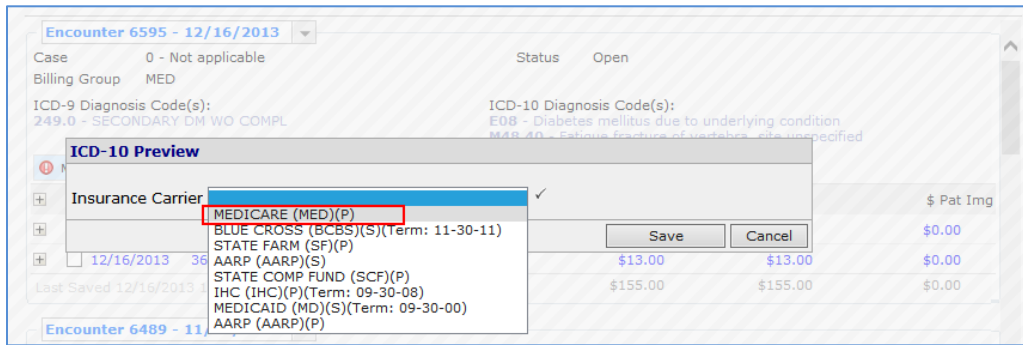 Encounter 6595 - 12/16/2013
Case 0 - Not applicable Status Open
Billing Group MED
ICD-9 Diagnosis Code(s): ICD-10 Diagnosis Code(s):
249.0 - SECONDARY DM WO COMPL E08 - Diabetes mellitus due to underlying condition
M48.40 - Fatigue fracture of vertebra, site unspecified
ICD-10 Preview
Insurance Carrier
$ Pat Img
MEDICARE (MED)(P)
BLUE CROSS (BCBS)(S)(Term: 11-30-11) Save Cancel $0.00
STATE FARM (SF)(P)
AARP (AARP)(S)
12/16/2013 36 $13.00 $13.00 $0.00
STATE COMP FUND (SCF)(P)
IHC (IHC)(P)(Term: 09-30-08)
Last Saved 12/16/2013 $155.00 $155.00 $0.00
MEDICAID (MD)(S)(Term: 09-30-00)
AARP (AARP)(P)
Encounter 6489 - 11/